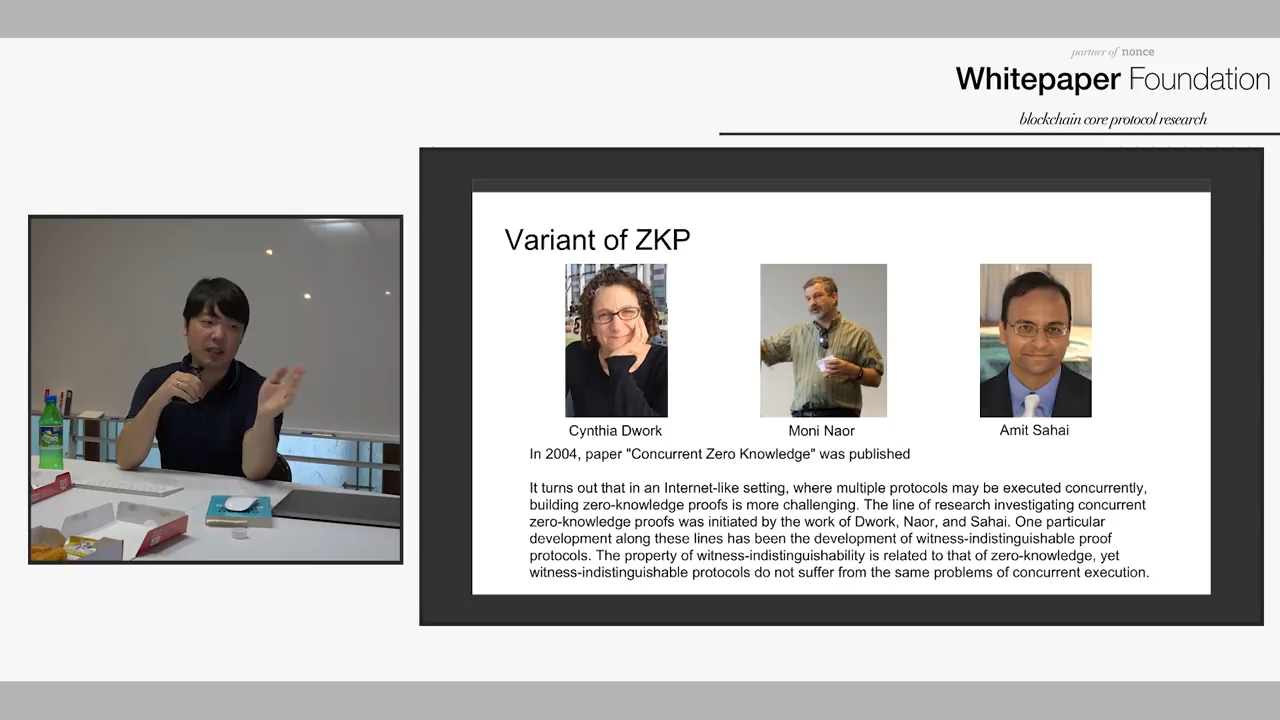 partner of nonce
Whitepaper Foundation
blockchain core protocol research
Variant of ZKP
Cynthia Dwork
Moni Naor
Amit Sahai
In 2004, paper "Concurrent Zero Knowledge" was published
It turns out that in an Internet-like setting, where multiple protocols may be executed concurrently,
building zero-knowledge proofs is more challenging. The line of research investigating concurrent
zero-knowledge proofs was initiated by the work of Dwork, Naor, and Sahai. One particular
development along these lines has been the development of witness-indistinguishable proof
protocols. The property of witness-indistinguishability is related to that of zero-knowledge, yet
witness-indistinguishable protocols do not suffer from the same problems of concurrent execution.